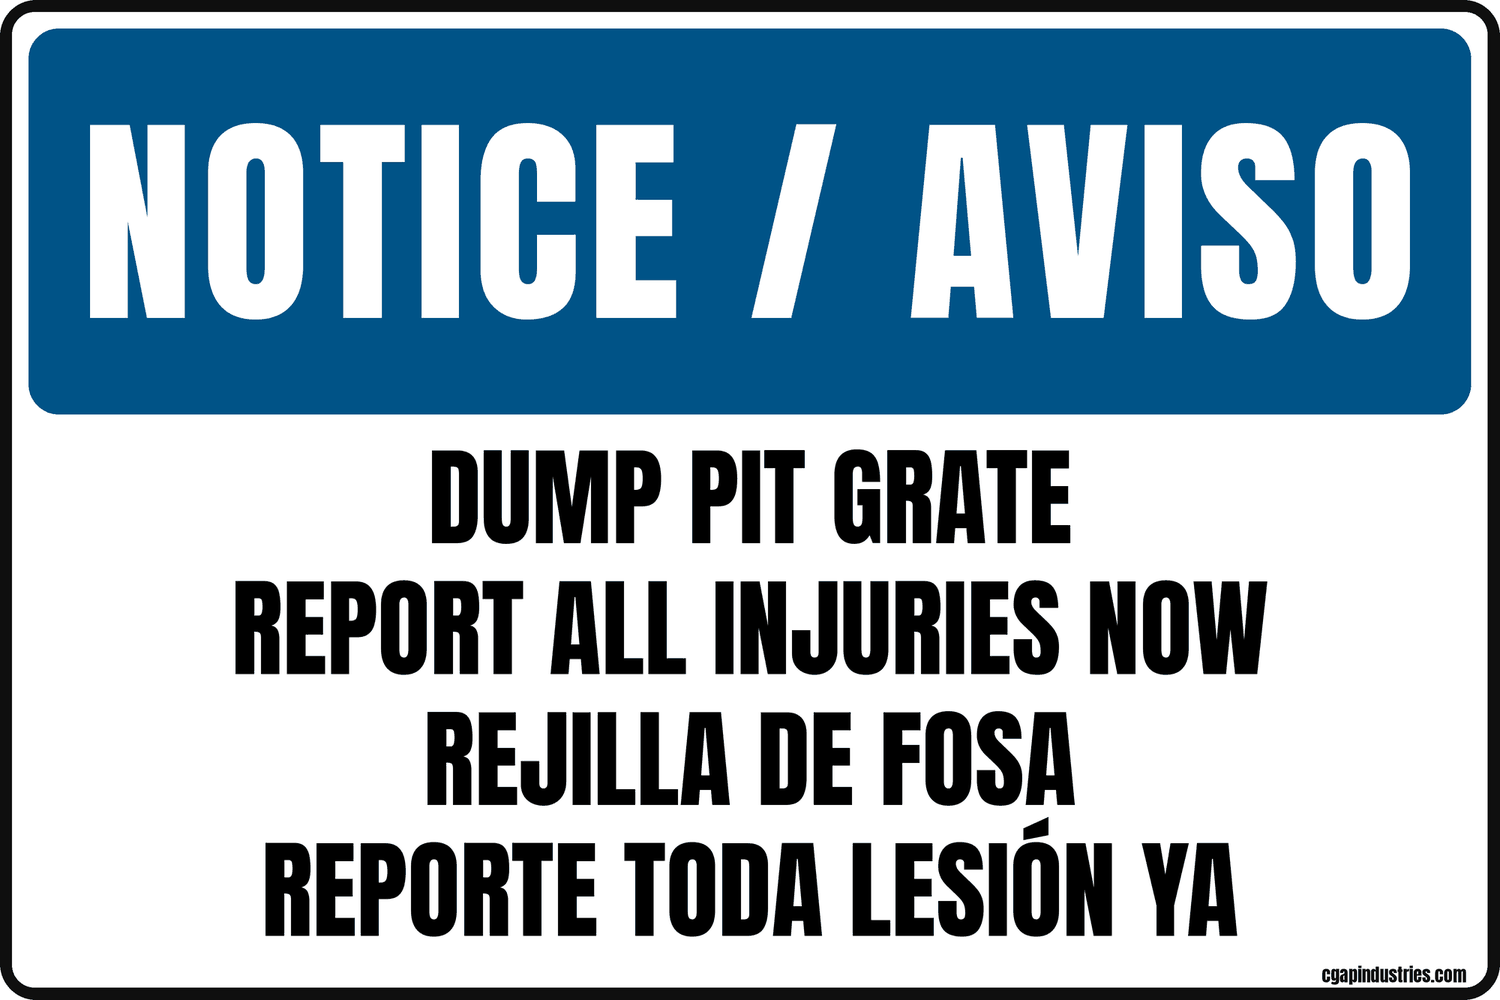 NOTICE / AVISO
DUMP PIT GRATE
REPORT ALL INJURIES NOW
REJILLA DE FOSA
REPORTE TODA LESIÓN YA
cgapindustries.com